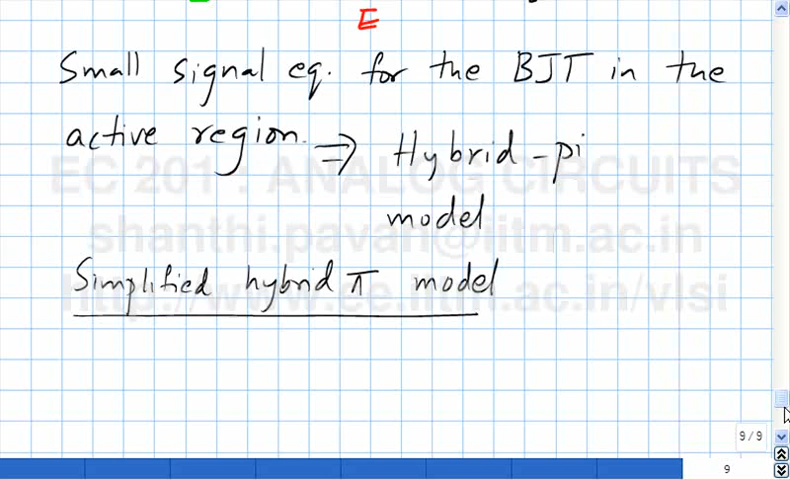 E
Small signal eq. for the BJT in the
active region. ⇒ Hybrid-pi
model
EC 201 : ANALOG CIRCUITS
shanthi.pavan@iitm.ac.in
Simplified hybrid π model
http://www.ee.iitm.ac.in/vlsi
9/9
9